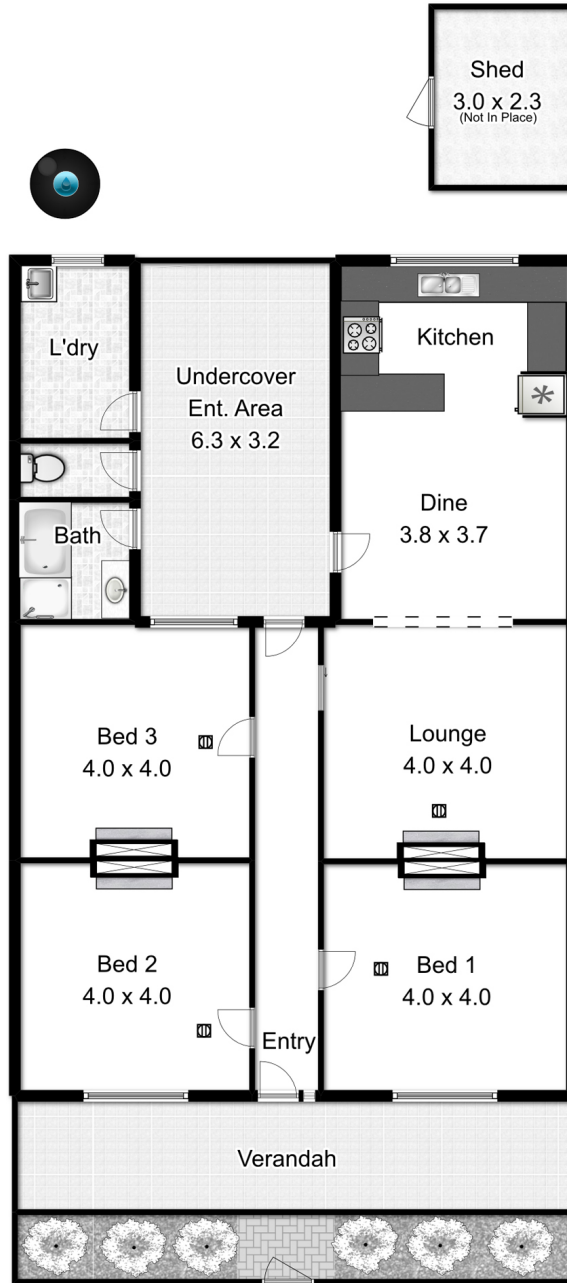 Shed
3.0 x 2.3
(Not In Place)
L'dry
Undercover
Ent. Area
6.3 x 3.2
Kitchen
Bath
Dine
3.8 x 3.7
Bed 3
4.0 x 4.0
Lounge
4.0 x 4.0
Bed 2
4.0 x 4.0
Bed 1
4.0 x 4.0
Entry
Verandah